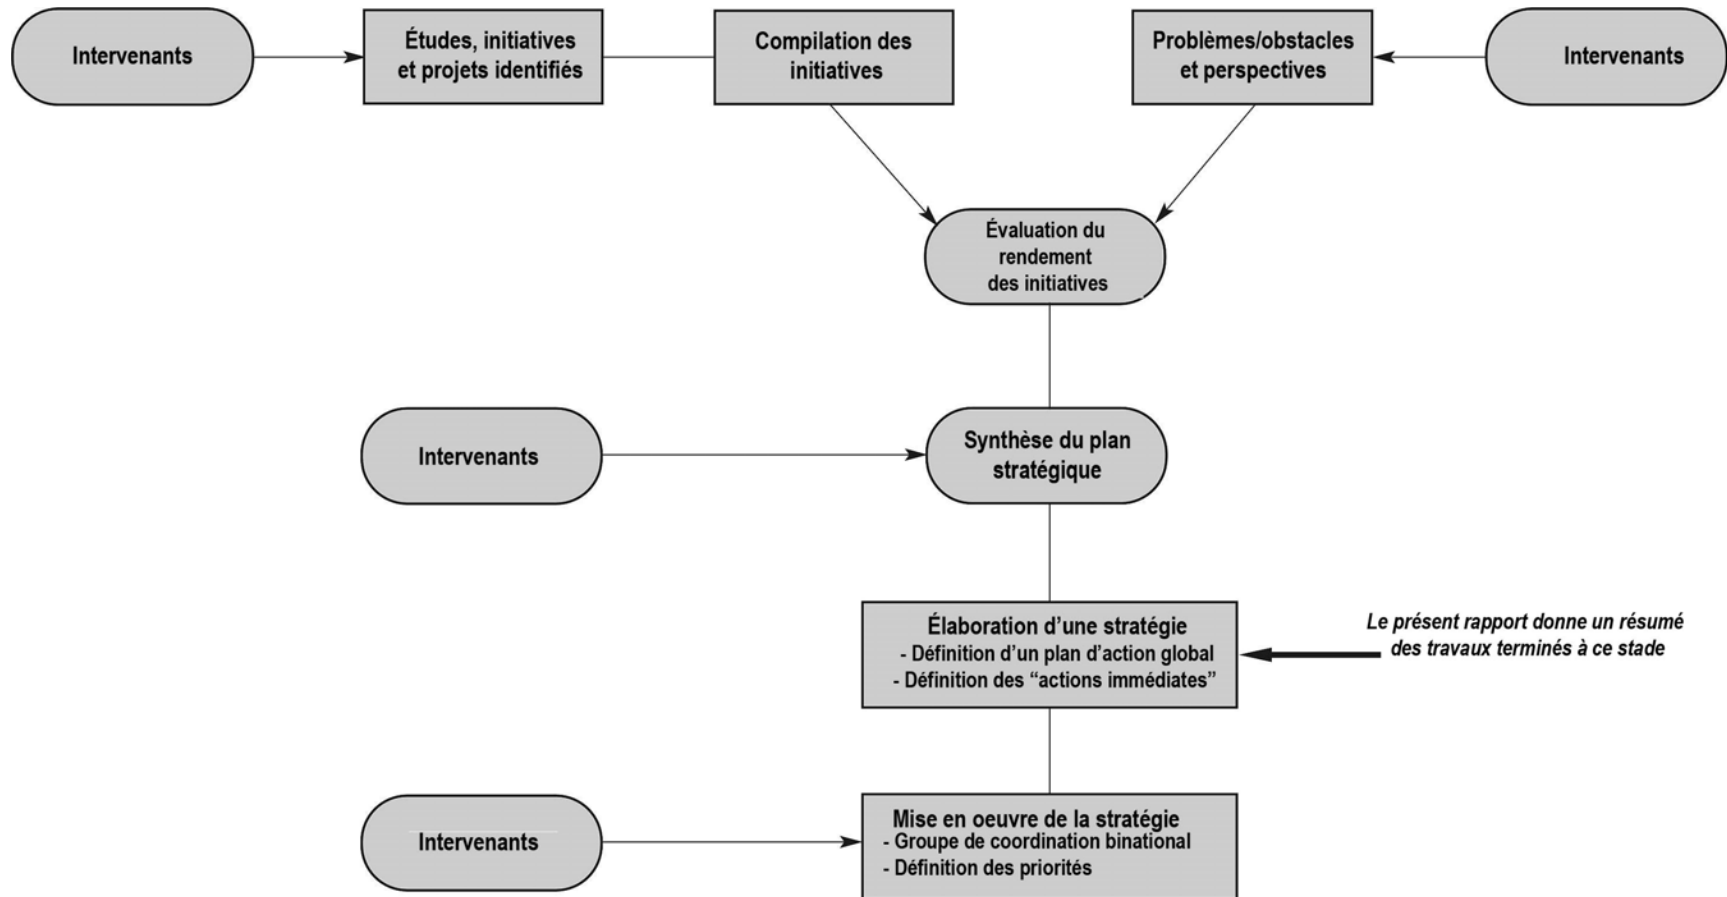 Intervenants
Études, initiatives
et projets identifiés
Compilation des
initiatives
Problèmes/obstacles
et perspectives
Intervenants
Évaluation du
rendement
des initiatives
Intervenants
Synthèse du plan
stratégique
Élaboration d’une stratégie
- Définition d’un plan d’action global
- Définition des “actions immédiates”
Le présent rapport donne un résumé
des travaux terminés à ce stade
Intervenants
Mise en oeuvre de la stratégie
- Groupe de coordination binational
- Définition des priorités